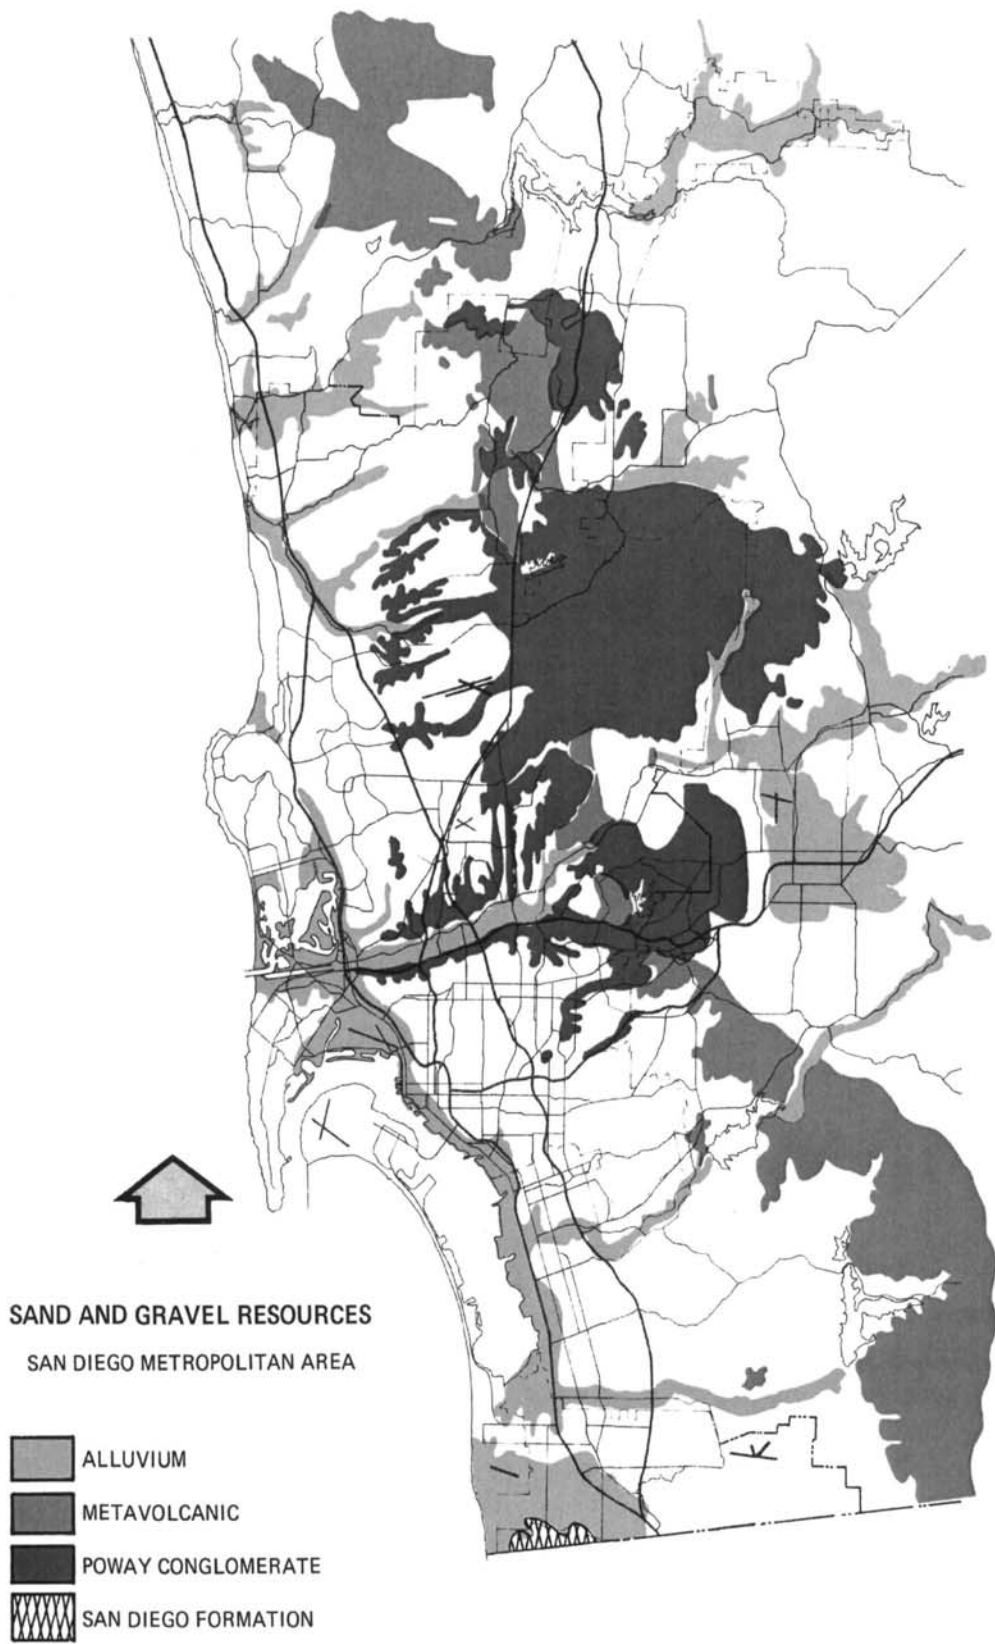 SAND AND GRAVEL RESOURCES
SAN DIEGO METROPOLITAN AREA
ALLUVIUM
METAVOLCANIC
POWAY CONGLOMERATE
SAN DIEGO FORMATION